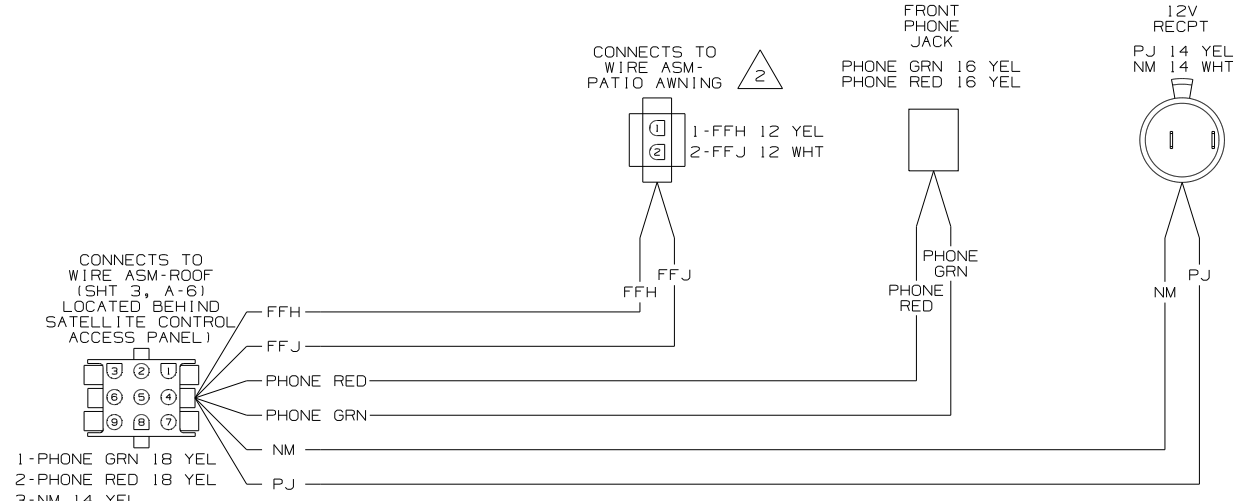 FRONT
PHONE
JACK
PHONE GRN 16 YEL
PHONE RED 16 YEL
12V
RECPT
PJ 14 YEL
NM 14 WHT
CONNECTS TO
WIRE ASM-
PATIO AWNING
2
1
2
1-FFH 12 YEL
2-FFJ 12 WHT
CONNECTS TO
WIRE ASM-ROOF
(SHT 3, A-6)
LOCATED BEHIND
SATELLITE CONTROL
ACCESS PANEL)
FFH
FFJ
PHONE
RED
PHONE
GRN
NM
PJ
FFH
FFJ
PHONE RED
PHONE GRN
NM
PJ
3 2 1
6 5 4
9 8 7
1-PHONE GRN 18 YEL
2-PHONE RED 18 YEL
3-NM 14 YEL